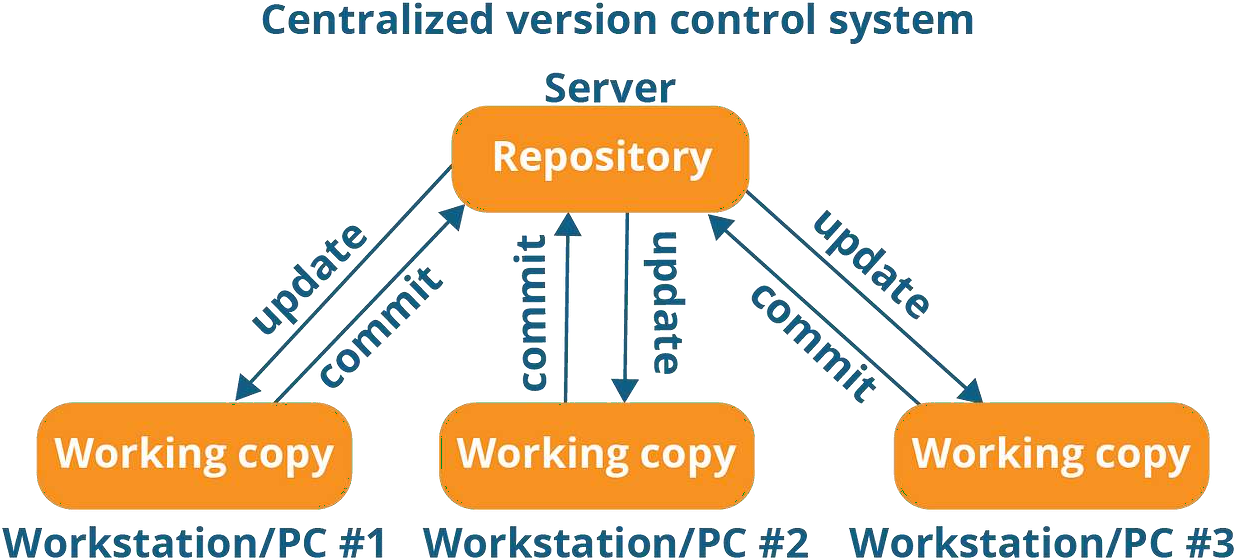 Centralized version control system
Server
Repository
update
commit
commit
update
commit
update
Working copy
Working copy
Working copy
Workstation/PC #1
Workstation/PC #2
Workstation/PC #3